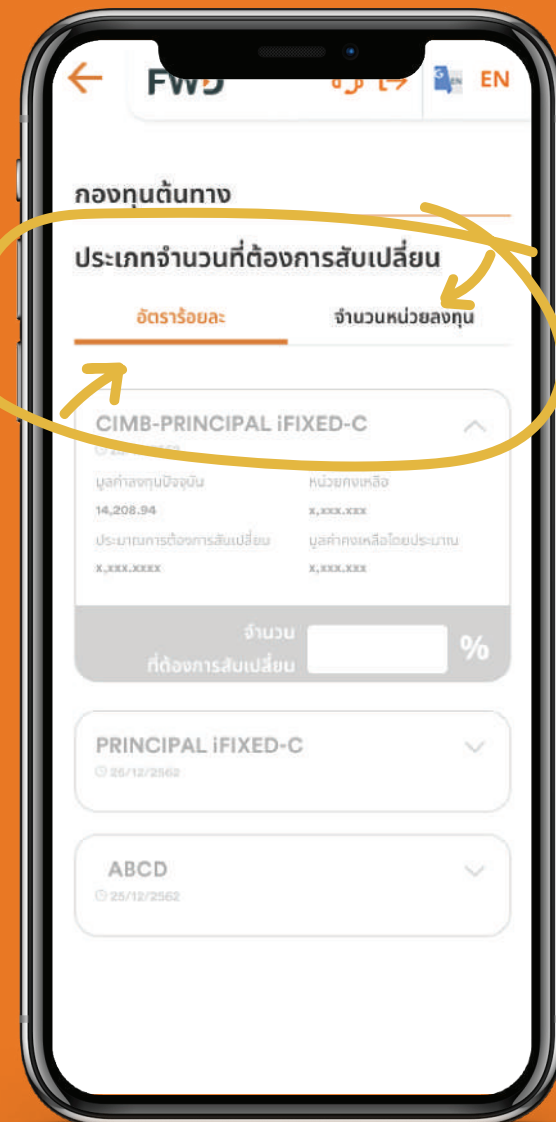 FWD
EN
กองทุนต้นทาง
ประเภทจำนวนที่ต้องการสับเปลี่ยน
อัตราร้อยละ จำนวนหน่วยลงทุน
CIMB-PRINCIPAL iFIXED-C
มูลค่าลงทุนปัจจุบัน หน่วยคงเหลือ
14,208.94 x,xxx.xxx
ประมาณการต้องการสับเปลี่ยน มูลค่าคงเหลือโดยประมาณ
x,xxx.xxxx x,xxx.xxx
จำนวน
ที่ต้องการสับเปลี่ยน %
PRINCIPAL iFIXED-C
25/12/2562
ABCD
25/12/2562